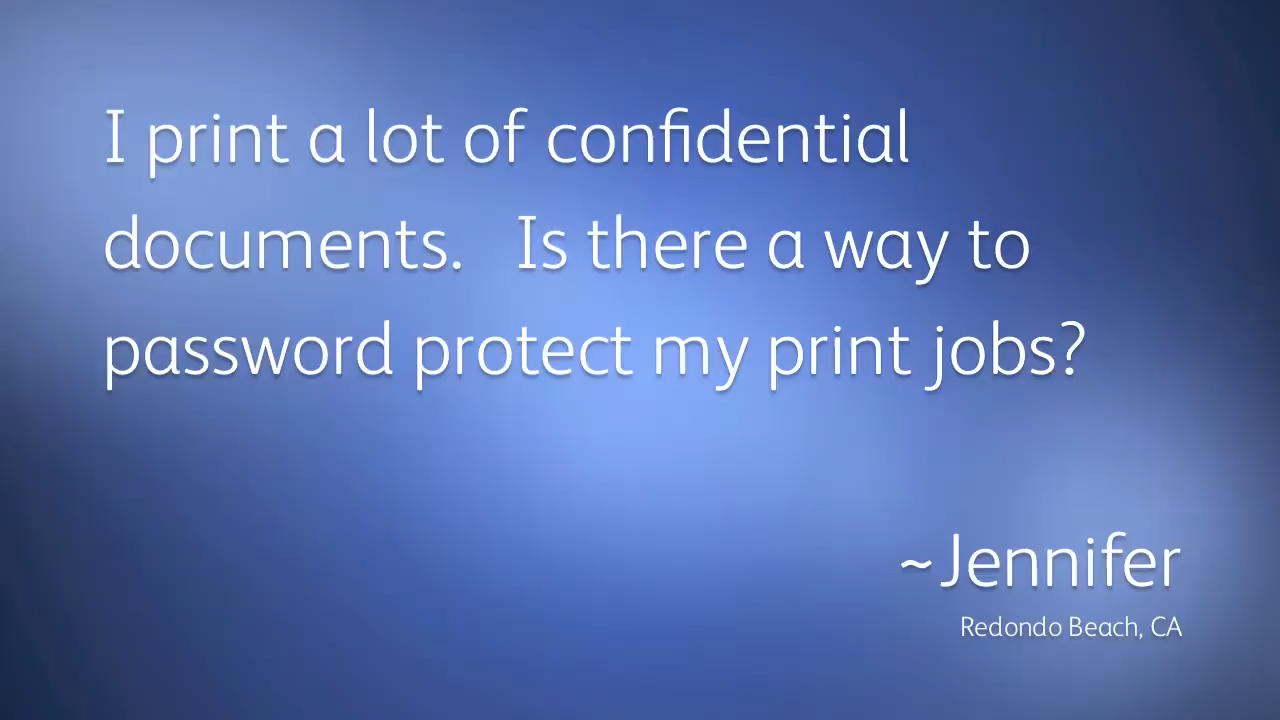 I print a lot of confidential
documents.   Is there a way to
password protect my print jobs?
~Jennifer
Redondo Beach, CA